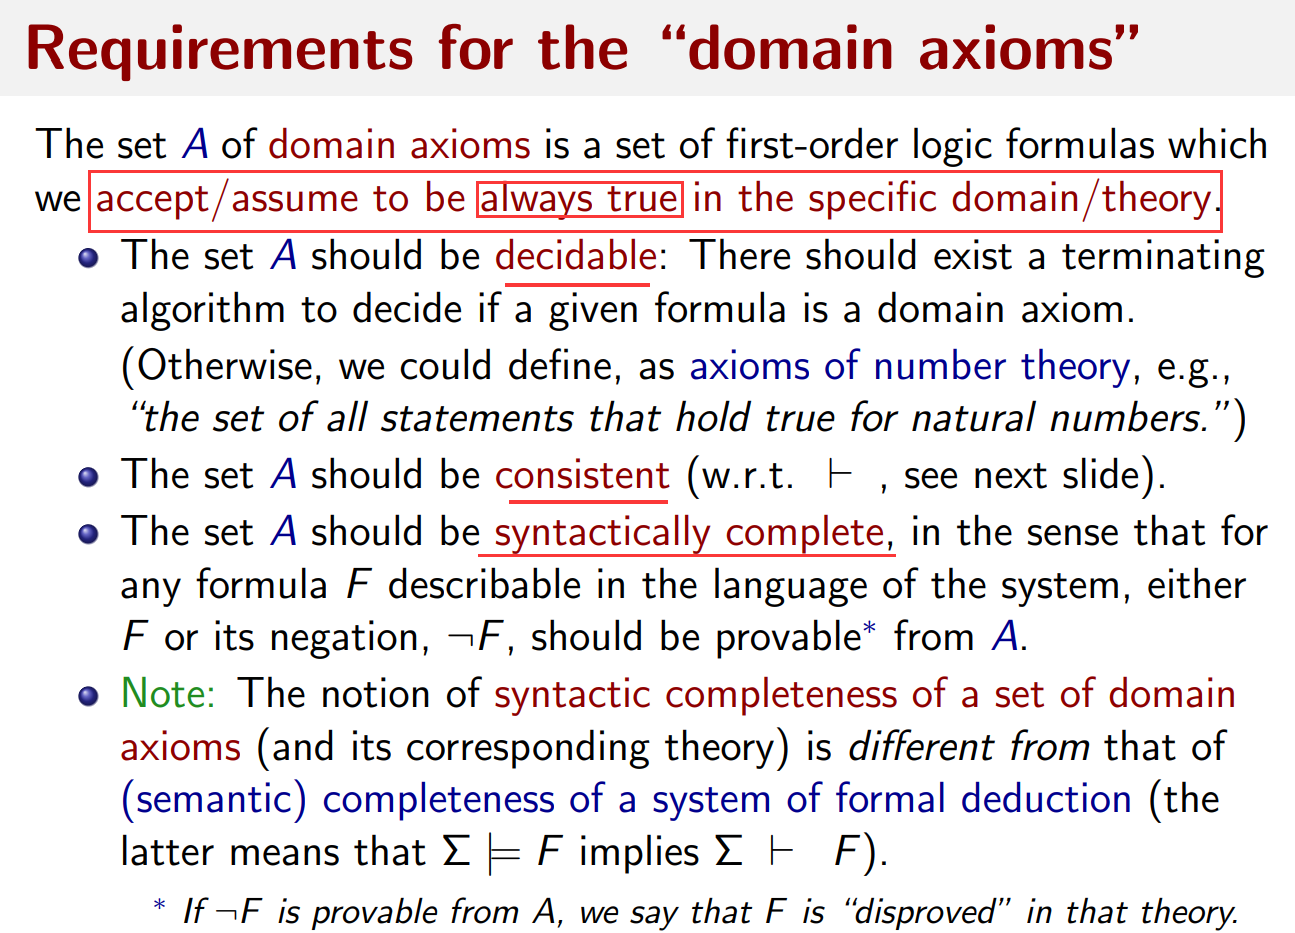 Requirements for the “domain axioms”
The set A of domain axioms is a set of first-order logic formulas which
we accept/assume to be always true in the specific domain/theory.
The set A should be decidable: There should exist a terminating
algorithm to decide if a given formula is a domain axiom.
(Otherwise, we could define, as axioms of number theory, e.g.,
“the set of all statements that hold true for natural numbers.”)
The set A should be consistent (w.r.t. ⊢ , see next slide).
The set A should be syntactically complete, in the sense that for
any formula F describable in the language of the system, either
F or its negation, ¬F, should be provable* from A.
Note: The notion of syntactic completeness of a set of domain
axioms (and its corresponding theory) is different from that of
(semantic) completeness of a system of formal deduction (the
latter means that Σ ⊨ F implies Σ ⊢ F).
* If ¬F is provable from A, we say that F is “disproved” in that theory.